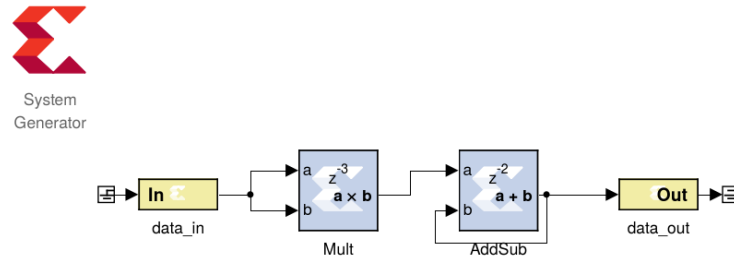 System
Generator
In
data_in
a
b
z-3
a × b
Mult
a
b
z-2
a + b
AddSub
Out
data_out